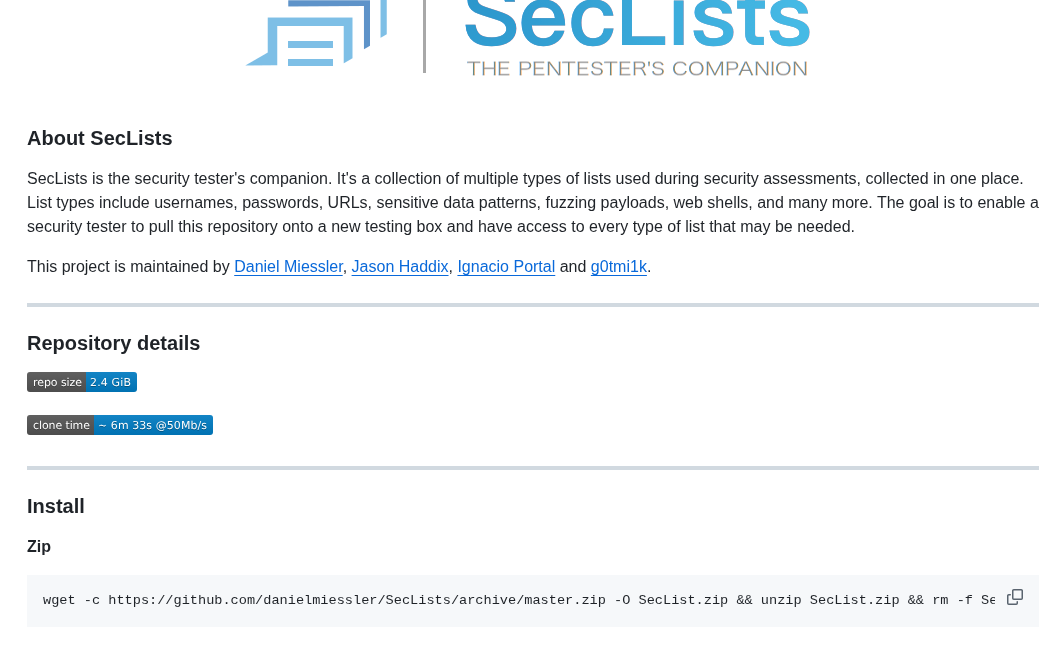 SecLists
THE PENTESTER'S COMPANION
About SecLists
SecLists is the security tester's companion. It's a collection of multiple types of lists used during security assessments, collected in one place.
List types include usernames, passwords, URLs, sensitive data patterns, fuzzing payloads, web shells, and many more. The goal is to enable a
security tester to pull this repository onto a new testing box and have access to every type of list that may be needed.
This project is maintained by Daniel Miessler, Jason Haddix, Ignacio Portal and g0tmi1k.
Repository details
repo size 2.4 GiB
clone time ~ 6m 33s @50Mb/s
Install
Zip
wget -c https://github.com/danielmiessler/SecLists/archive/master.zip -O SecList.zip && unzip SecList.zip && rm -f Se